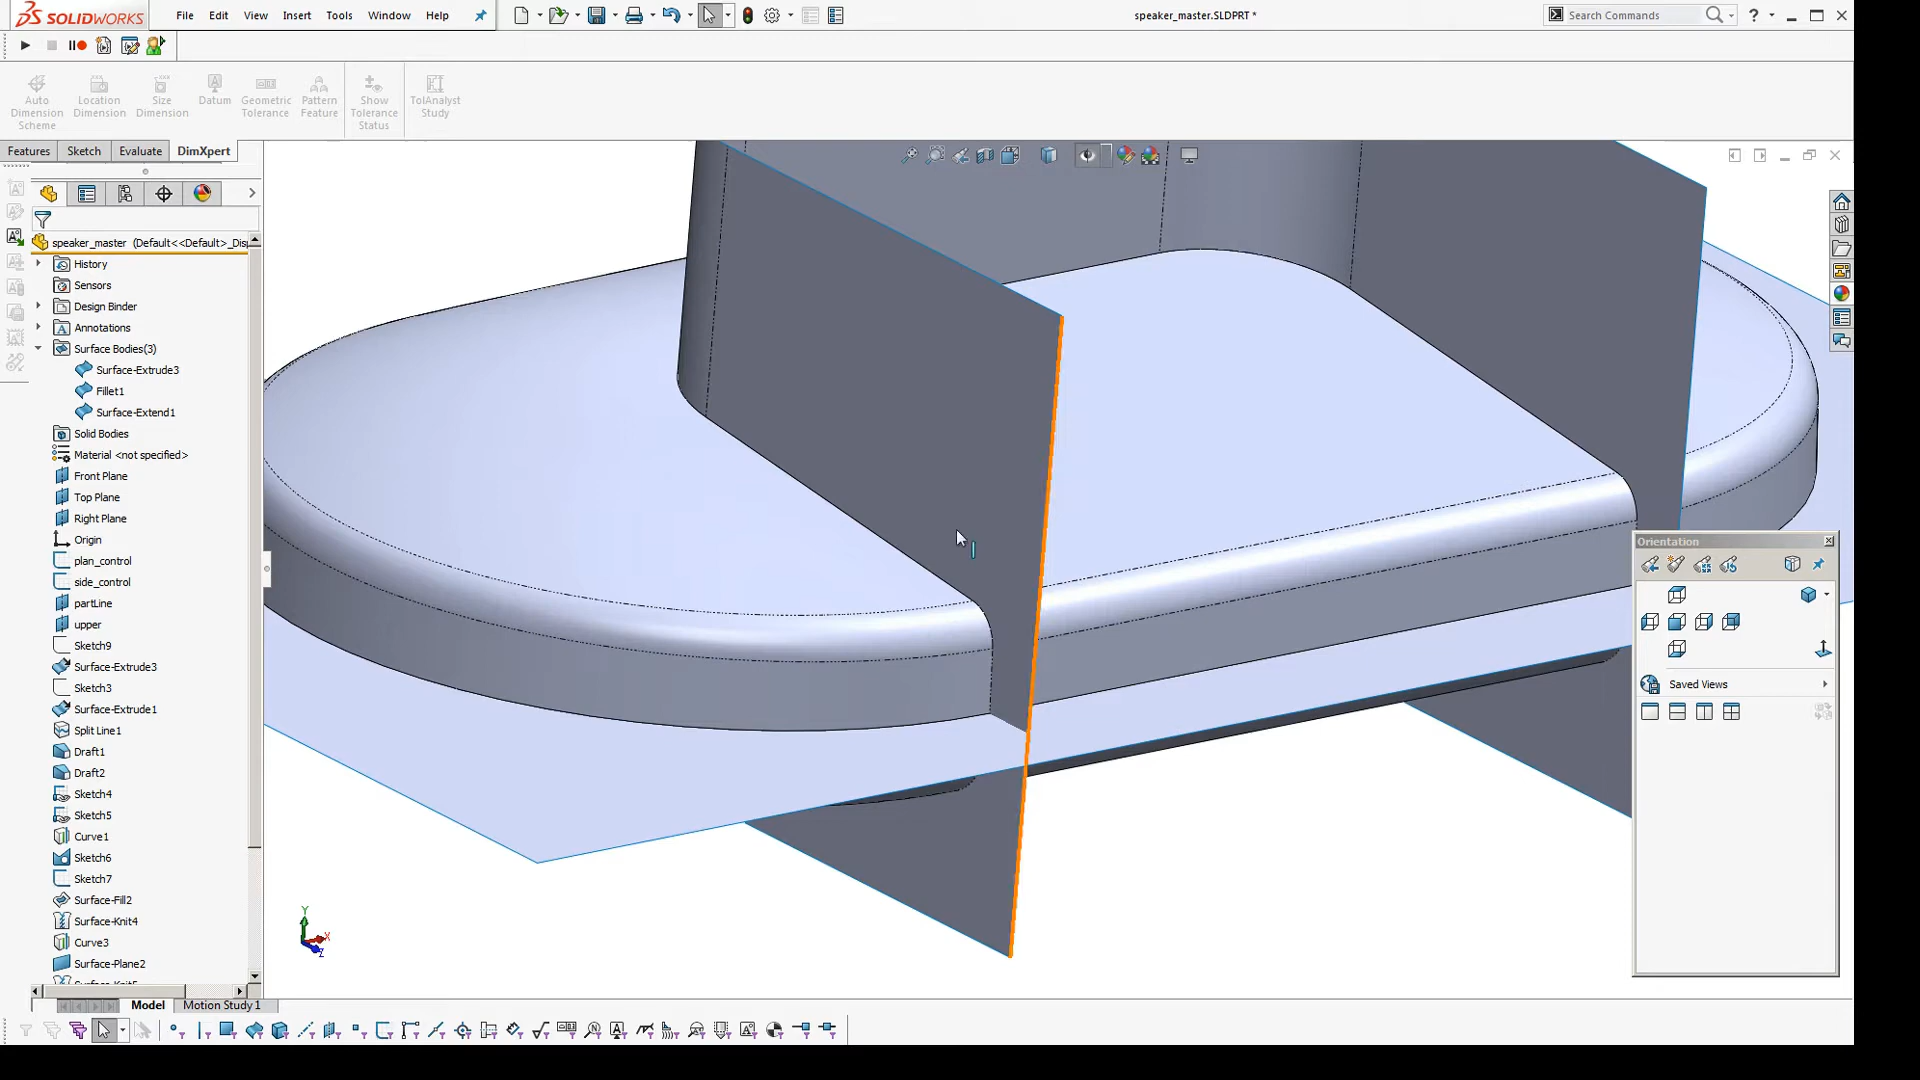 SOLIDWORKS File Edit View Insert Tools Window Help speaker_master.SLDPRT * Search Commands ?
Auto Dimension Scheme
Location Dimension
Size Dimension
Datum
Geometric Tolerance
Pattern Feature
Show Tolerance Status
TolAnalyst Study
Features Sketch Evaluate DimXpert
speaker_master (Default<<Default>_Disp
History
Sensors
Design Binder
Annotations
Surface Bodies(3)
Surface-Extrude3
Fillet1
Surface-Extend1
Solid Bodies
Material <not specified>
Front Plane
Top Plane
Right Plane
Origin
plan_control
side_control
partLine
upper
Sketch9
Surface-Extrude3
Sketch3
Surface-Extrude1
Split Line1
Draft1
Draft2
Sketch4
Sketch5
Curve1
Sketch6
Sketch7
Surface-Fill2
Surface-Knit4
Curve3
Surface-Plane2
Y
X
Z
Orientation
Saved Views
Model Motion Study 1